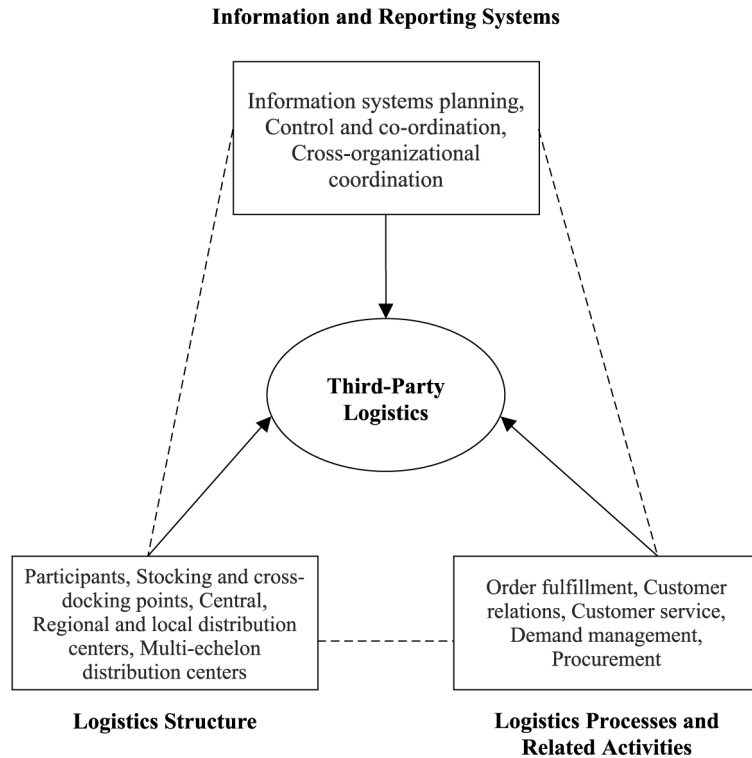 Information and Reporting Systems
Information systems planning,
Control and co-ordination,
Cross-organizational
coordination
Third-Party
Logistics
Participants, Stocking and cross-
docking points, Central,
Regional and local distribution
centers, Multi-echelon
distribution centers
Logistics Structure
Order fulfillment, Customer
relations, Customer service,
Demand management,
Procurement
Logistics Processes and
Related Activities